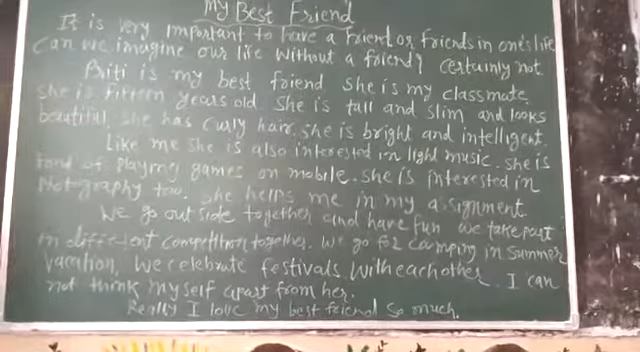 My Best Friend
It is very important to have a friend or friends in one's life
Can we imagine our life without a friend? Certainly not
Priti is my best friend She is my classmate
she is fifteen years old. She is tall and slim and looks
beautiful. She has curly hair. she is bright and intelligent.
Like me she is also interested in light music. she is
fond of playing games on mobile. she is interested in
Photography too. She helps me in my assignment.
We go out side together and have fun we take part
in different competition together. We go for camping in summer
vacation. We celebrate festivals with each other. I can
not think myself apart from her.
Really I love my best friend so much.